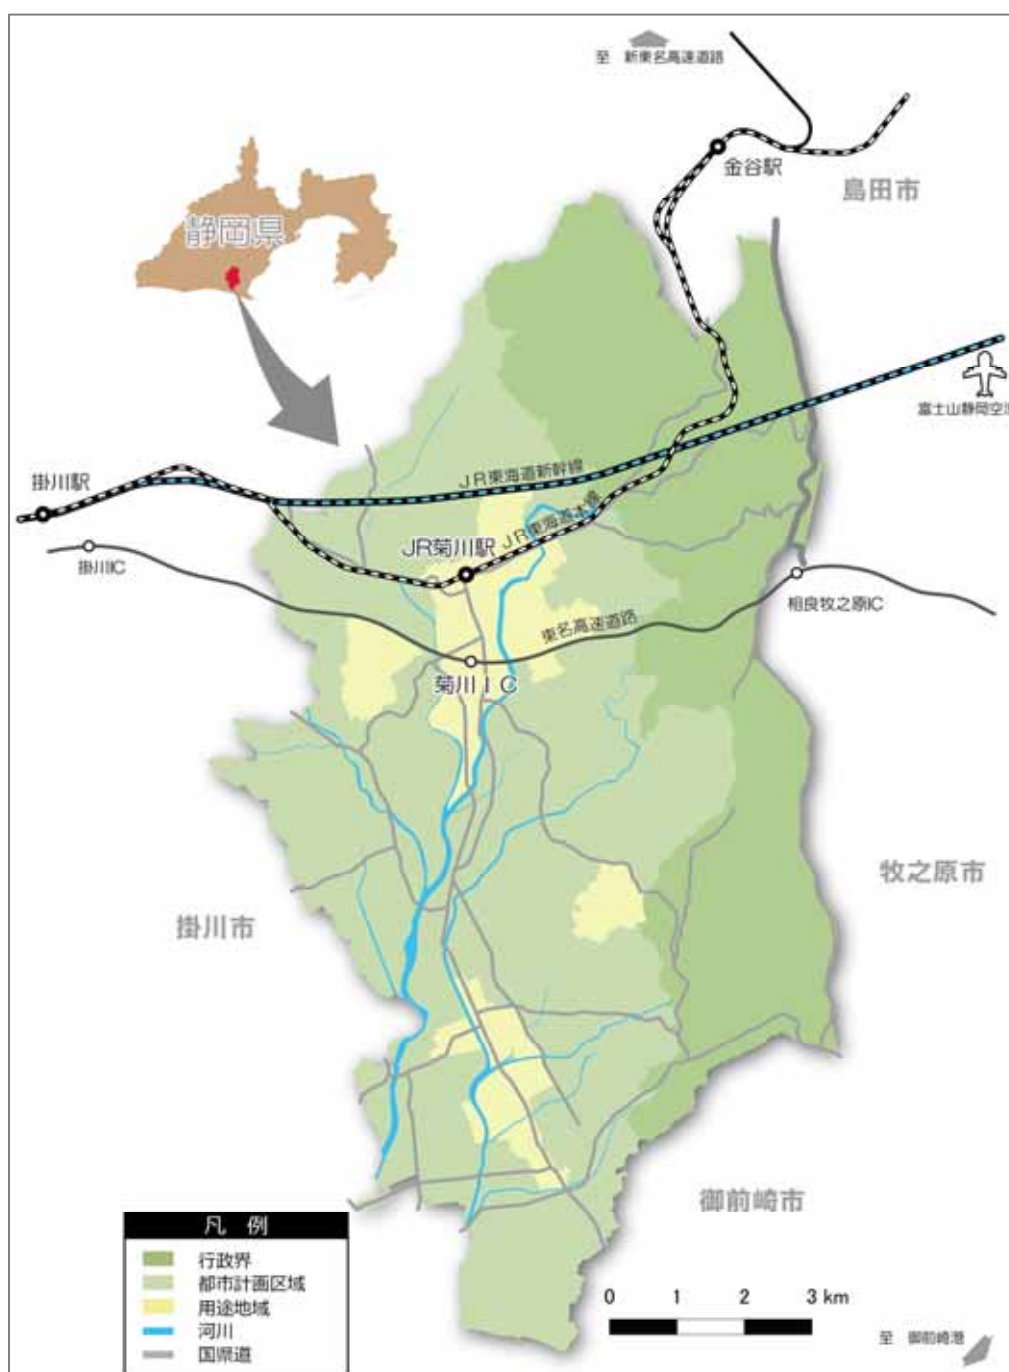 至 新東名高速道路
金谷駅
島田市
静岡県
富士山静岡空
JR東海道新幹線
掛川駅
JR東海道本線
JR菊川駅
掛川IC
相良牧之原IC
東名高速道路
菊川IC
牧之原市
掛川市
御前崎市
凡 例
行政界
都市計画区域
用途地域
河川
国県道
0 1 2 3 km
至 御前崎港